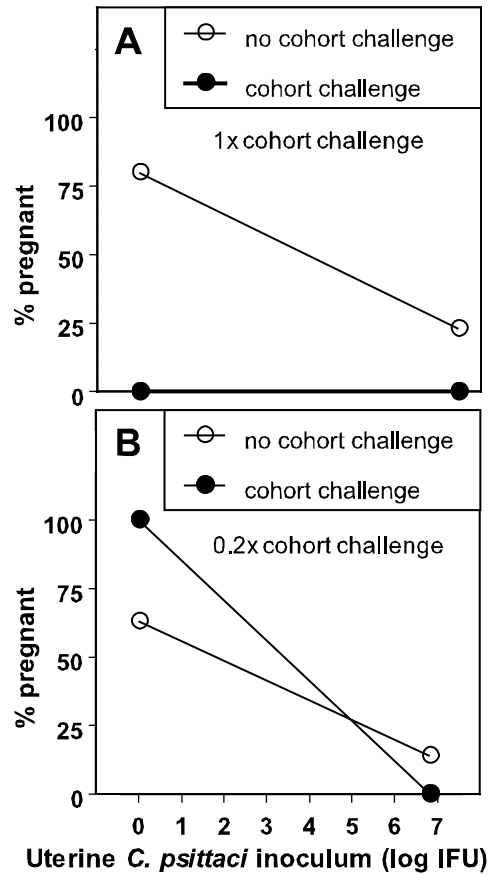 A
no cohort challenge
cohort challenge
1x cohort challenge
100
75
50
25
0
% pregnant
B
no cohort challenge
cohort challenge
0.2x cohort challenge
100
75
50
25
0
% pregnant
0 1 2 3 4 5 6 7
Uterine C. psittaci inoculum (log IFU)